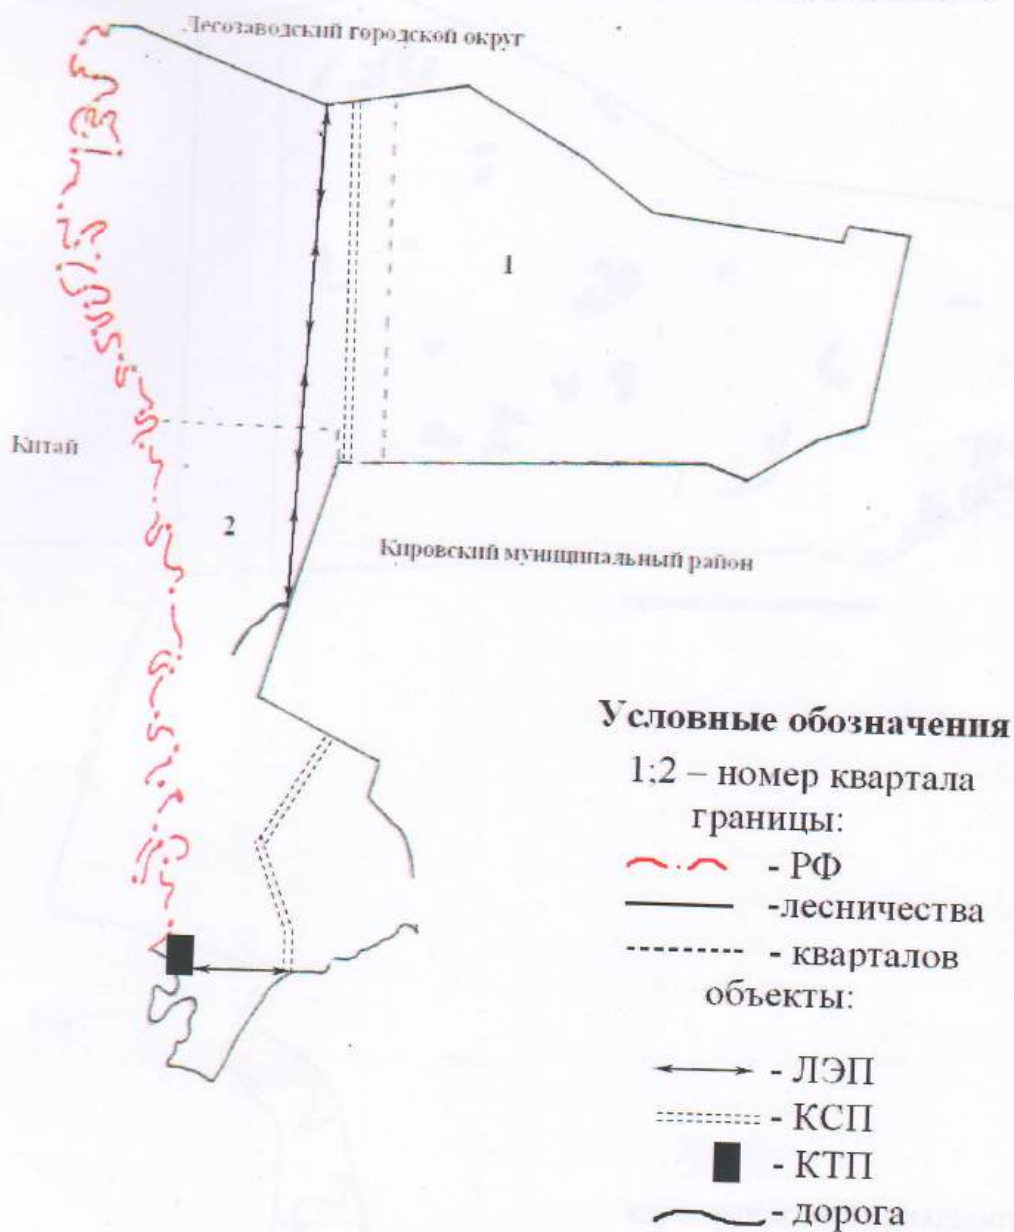 Лесозаводский городской округ
1
Китай
2
Кировский муниципальный район
Условные обозначения
1;2 – номер квартала
границы:
- РФ
-лесничества
- кварталов
объекты:
- ЛЭП
- КСП
- КТП
- дорога